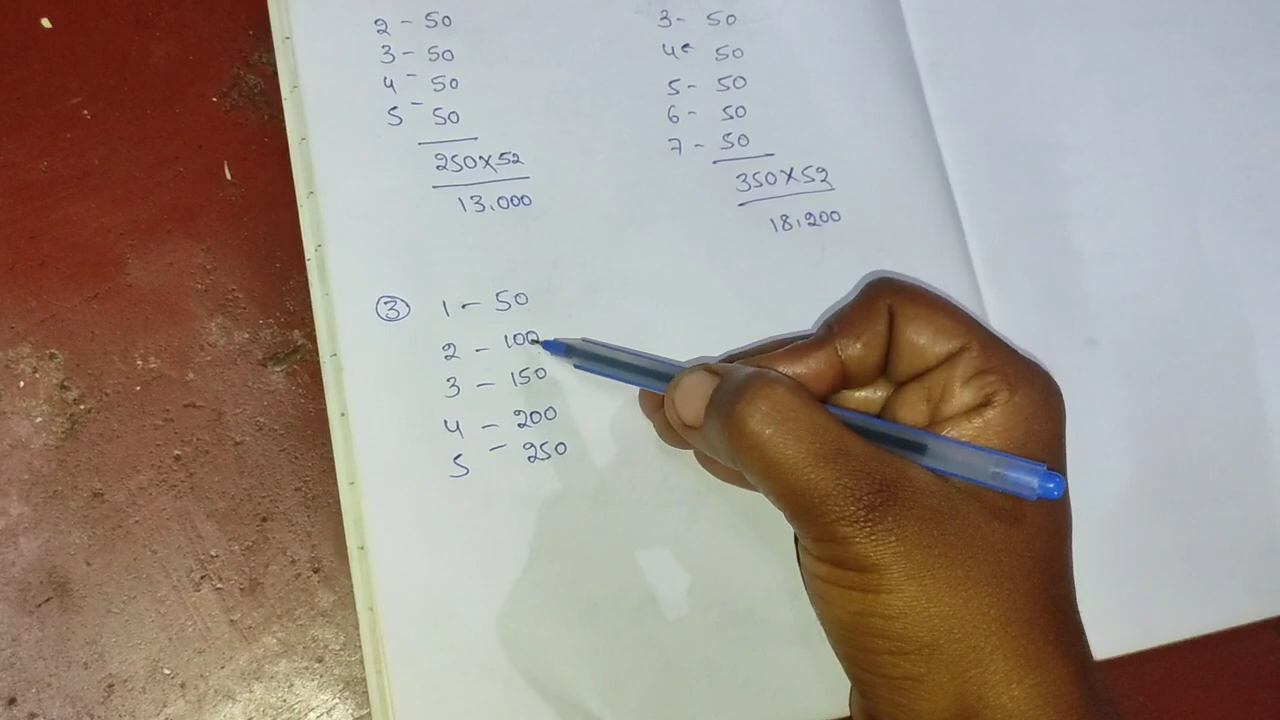 2 - 50
3 - 50
4 - 50
5 - 50
250X52
13,000
3- 50
4- 50
5- 50
6- 50
7 - 50
350X52
18,200
③ 1 - 50
2 - 100
3 - 150
4 - 200
5 - 250